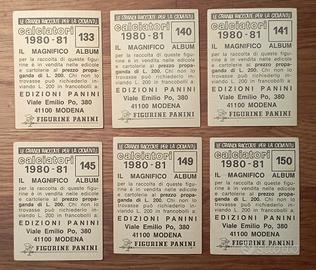 LE GRANDI RACCOLTE PER LA GIOVENTU'
calciatori
1980-81
133
IL MAGNIFICO ALBUM
per la raccolta di queste figu-
rine è in vendita nelle edicole
e cartolerie al prezzo propa-
ganda di L. 200. Chi non lo
trovasse può richiederlo in-
viando L. 200 in francobolli a:
EDIZIONI PANINI
Viale Emilio Po, 380
41100 MODENA
FIGURINE PANINI
LE GRANDI RACCOLTE PER LA GIOVENTU'
calciatori
1980-81
140
IL MAGNIFICO ALBUM
per la raccolta di queste figu-
rine è in vendita nelle edicole
e cartolerie al prezzo propa-
ganda di L. 200. Chi non lo
trovasse può richiederlo in-
viando L. 200 in francobolli a:
EDIZIONI PANINI
Viale Emilio Po, 380
41100 MODENA
FIGURINE PANINI
LE GRANDI RACCOLTE PER LA GIOVENTU'
calciatori
1980-81
141
IL MAGNIFICO ALBUM
per la raccolta di queste figu-
rine è in vendita nelle edicole
e cartolerie al prezzo propa-
ganda di L. 200. Chi non lo
trovasse può richiederlo in-
viando L. 200 in francobolli a:
EDIZIONI PANINI
Viale Emilio Po, 380
41100 MODENA
FIGURINE PANINI
LE GRANDI RACCOLTE PER LA GIOVENTU'
calciatori
1980-81
145
IL MAGNIFICO ALBUM
per la raccolta di queste figu-
rine è in vendita nelle edicole
e cartolerie al prezzo propa-
ganda di L. 200. Chi non lo
trovasse può richiederlo in-
viando L. 200 in francobolli a:
EDIZIONI PANINI
Viale Emilio Po, 380
41100 MODENA
FIGURINE PANINI
LE GRANDI RACCOLTE PER LA GIOVENTU'
calciatori
1980-81
149
IL MAGNIFICO ALBUM
per la raccolta di queste figu-
rine è in vendita nelle edicole
e cartolerie al prezzo propa-
ganda di L. 200. Chi non lo
trovasse può richiederlo in-
viando L. 200 in francobolli a:
EDIZIONI PANINI
Viale Emilio Po, 380
41100 MODENA
FIGURINE PANINI
LE GRANDI RACCOLTE PER LA GIOVENTU'
calciatori
1980-81
150
IL MAGNIFICO ALBUM
per la raccolta di queste figu-
rine è in vendita nelle edicole
e cartolerie al prezzo propa-
ganda di L. 200. Chi non lo
trovasse può richiederlo in-
viando L. 200 in francobolli a:
EDIZIONI PANINI
Viale Emilio Po, 380
41100 MODENA
FIGURINE PANINI